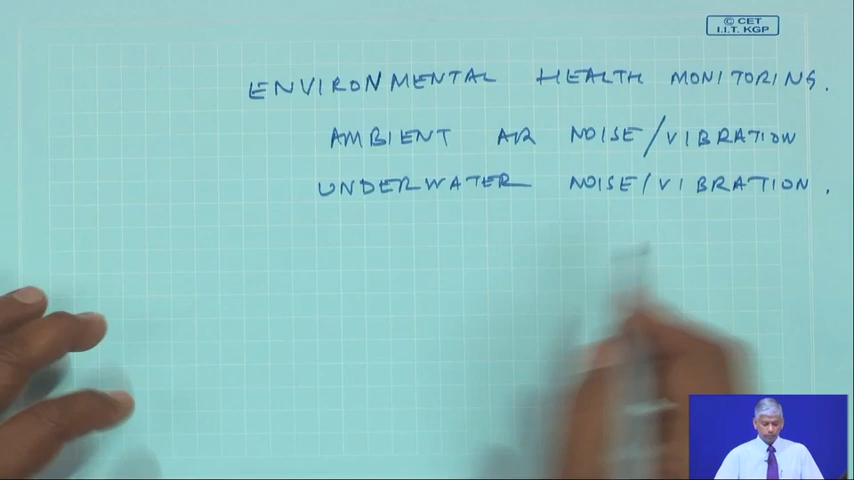 © CET
I.I.T. KGP
ENVIRONMENTAL HEALTH MONITORING.
AMBIENT AIR NOISE/VIBRATION
UNDERWATER NOISE/VIBRATION.